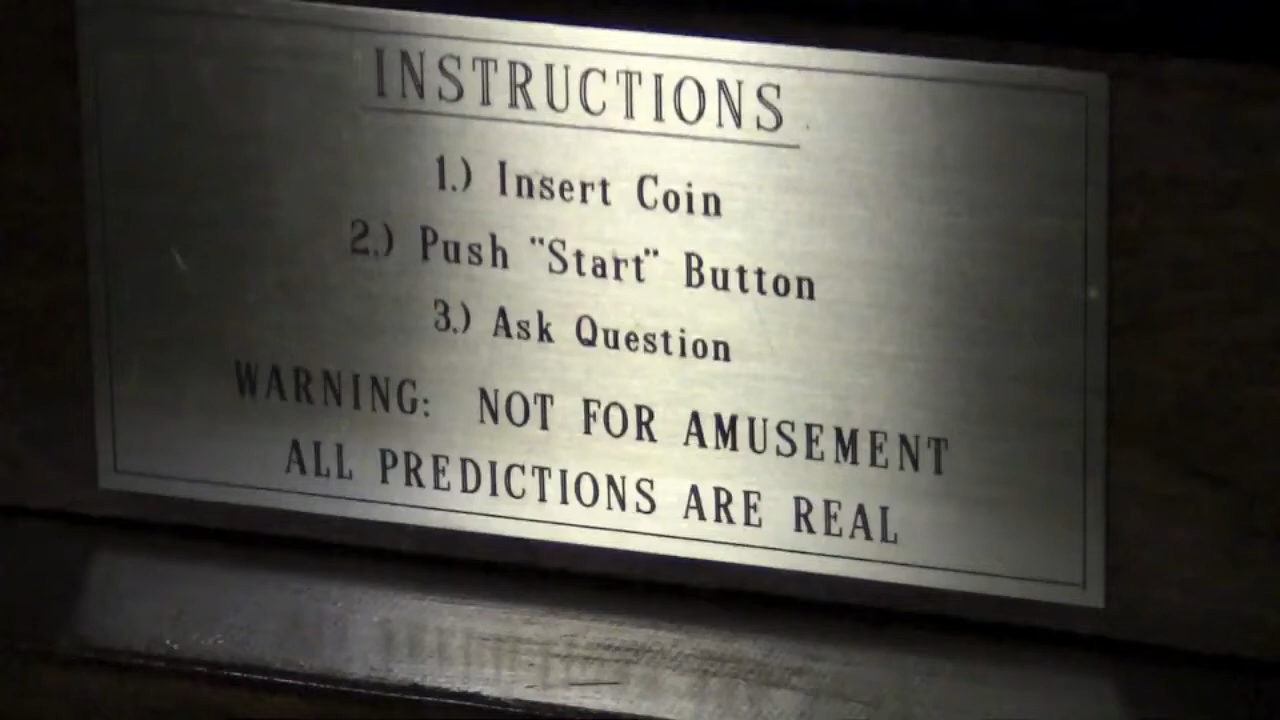 INSTRUCTIONS
1.) Insert Coin
2.) Push "Start" Button
3.) Ask Question
WARNING: NOT FOR AMUSEMENT
ALL PREDICTIONS ARE REAL